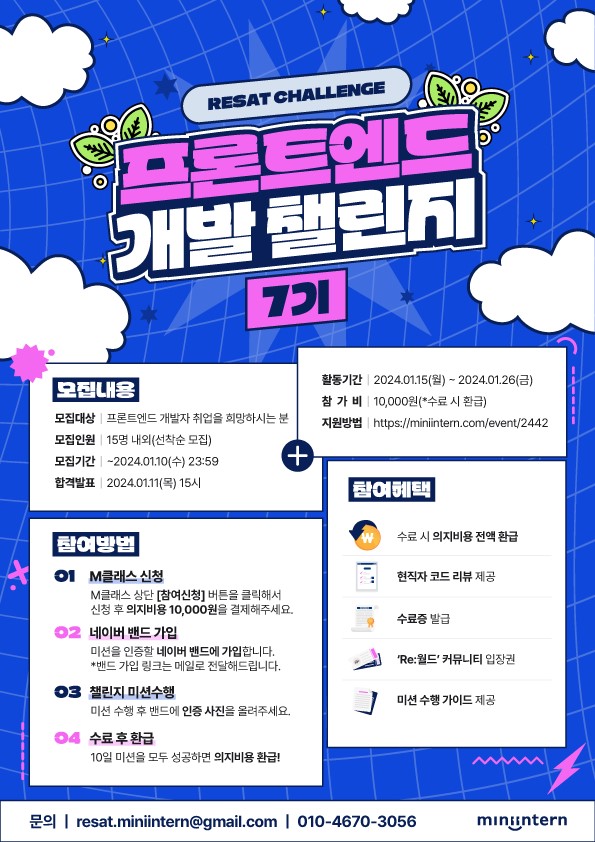 RESAT CHALLENGE
프론트엔드
개발 챌린지
7기
모집내용
모집대상 | 프론트엔드 개발자 취업을 희망하시는 분
모집인원 | 15명 내외(선착순 모집)
모집기간 | ~2024.01.10(수) 23:59
합격발표 | 2024.01.11(목) 15시
활동기간 | 2024.01.15(월) ~ 2024.01.26(금)
참 가 비 | 10,000원(*수료 시 환급)
지원방법 | https://miniintern.com/event/2442
참여방법
01 M클래스 신청
M클래스 상단 [참여신청] 버튼을 클릭해서
신청 후 의지비용 10,000원을 결제해주세요.
02 네이버 밴드 가입
미션을 인증할 네이버 밴드에 가입합니다.
*밴드 가입 링크는 메일로 전달해드립니다.
03 챌린지 미션수행
미션 수행 후 밴드에 인증 사진을 올려주세요.
04 수료 후 환급
10일 미션을 모두 성공하면 의지비용 환급!
참여혜택
₩
수료 시 의지비용 전액 환급
현직자 코드 리뷰 제공
수료증 발급
'Re:월드' 커뮤니티 입장권
미션 수행 가이드 제공
문의 | resat.miniintern@gmail.com | 010-4670-3056
miniintern